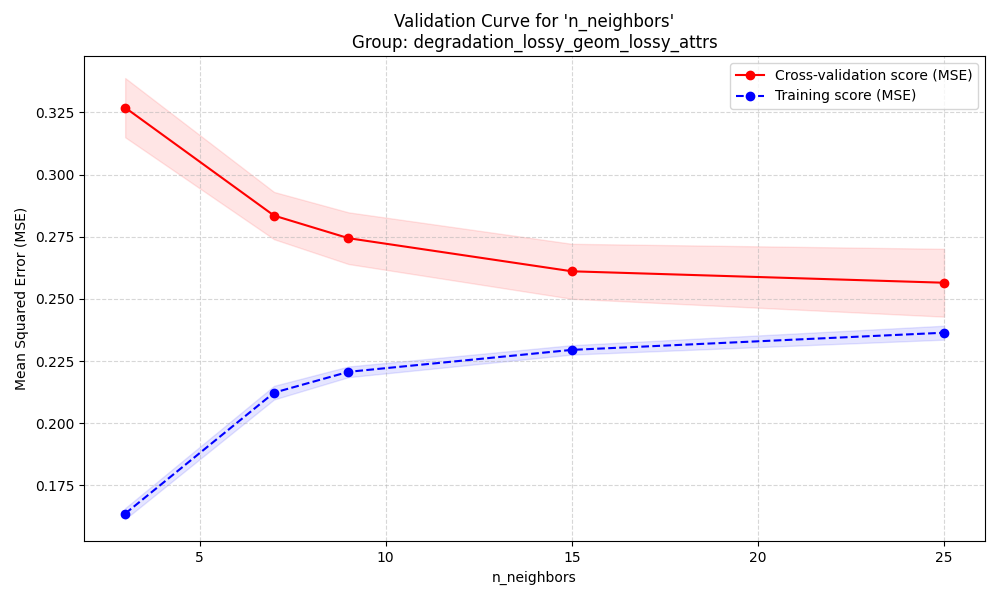 Validation Curve for 'n_neighbors'
Group: degradation_lossy_geom_lossy_attrs
Cross-validation score (MSE)
Training score (MSE)
Mean Squared Error (MSE)
0.325
0.300
0.275
0.250
0.225
0.200
0.175
5
10
15
20
25
n_neighbors